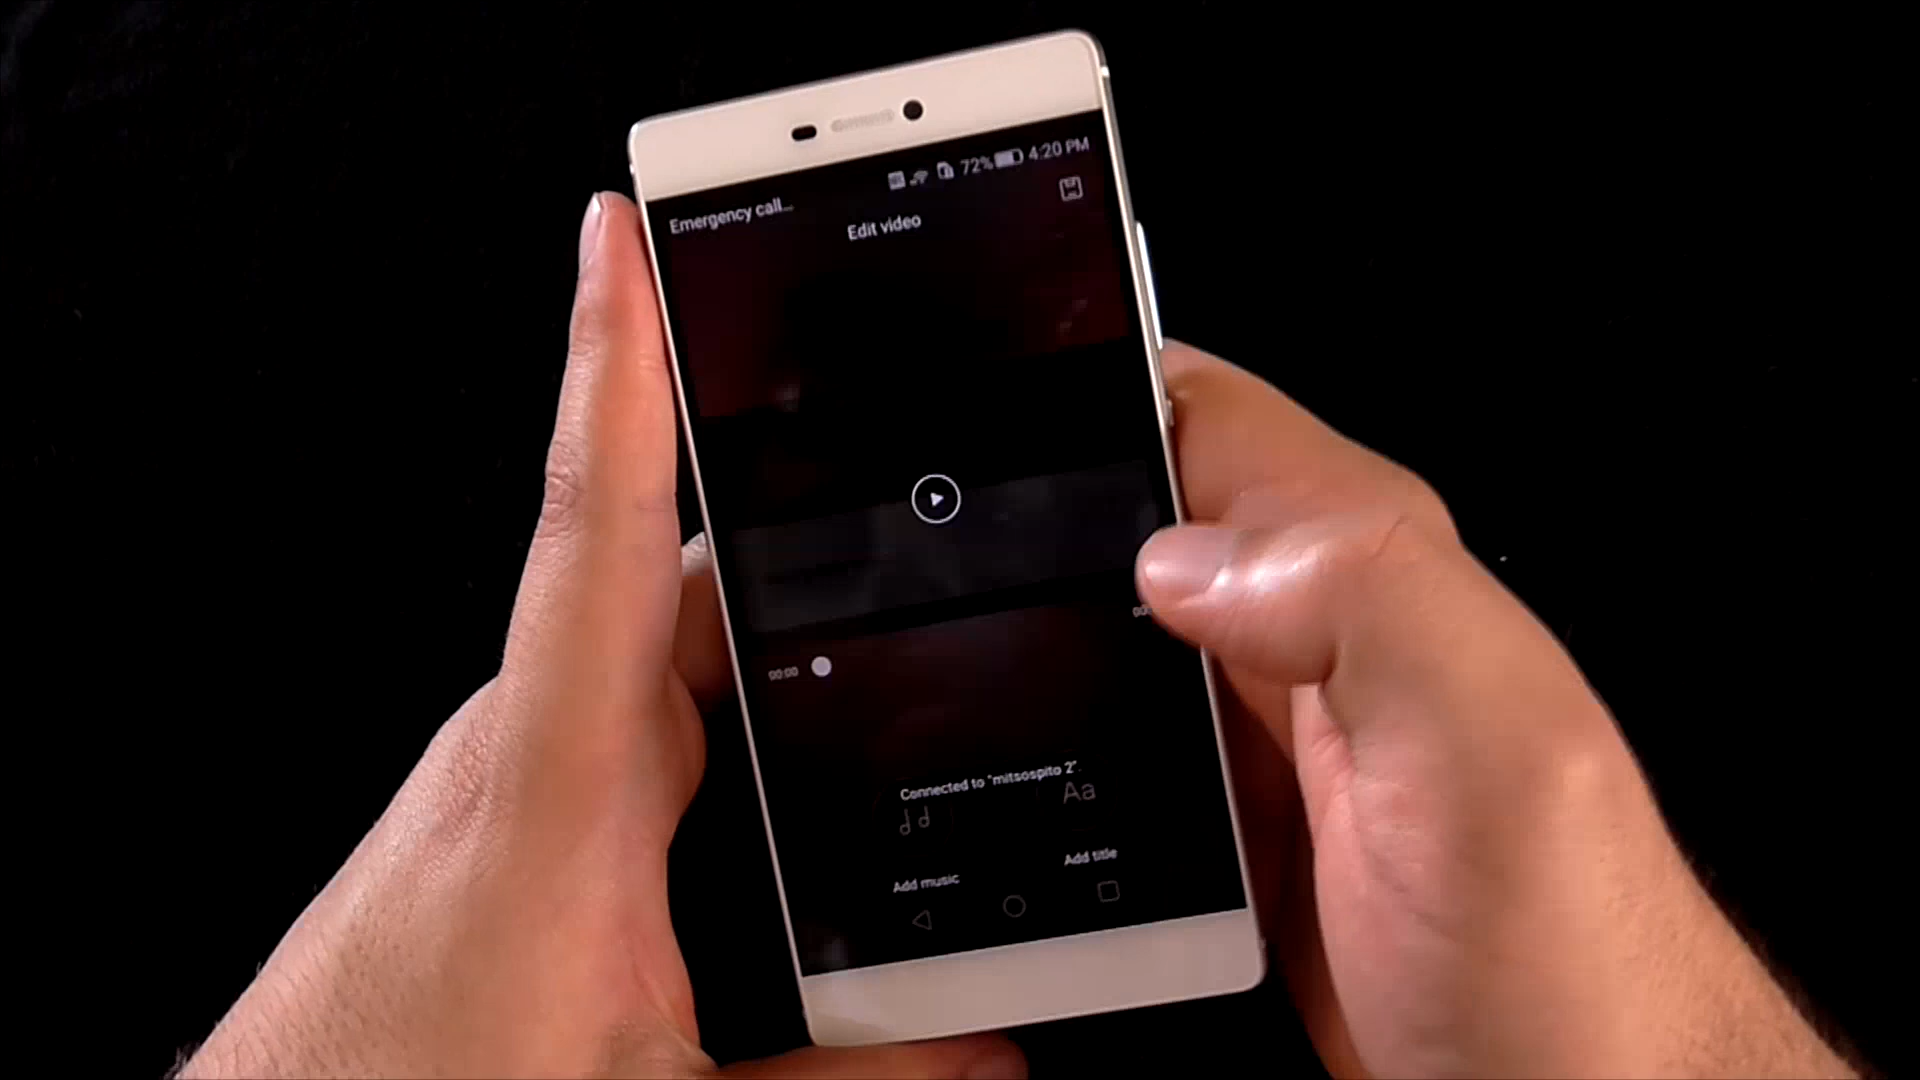 72% 4:20 PM
Emergency call...
Edit video
00:00
Connected to "mitsospito 2".
Aa
Add music
Add title